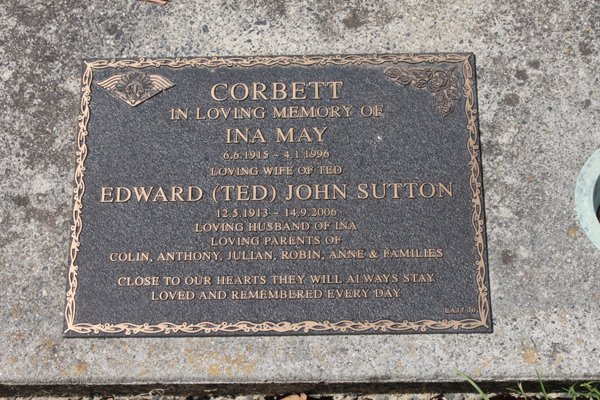 CORBETT
IN LOVING MEMORY OF
INA MAY
6.6.1915 ~ 4.1.1996
LOVING WIFE OF TED
EDWARD (TED) JOHN SUTTON
12.5.1913 ~ 14.9.2006
LOVING HUSBAND OF INA
LOVING PARENTS OF
COLIN, ANTHONY, JULIAN, ROBIN, ANNE & FAMILIES
CLOSE TO OUR HEARTS THEY WILL ALWAYS STAY
LOVED AND REMEMBERED EVERY DAY